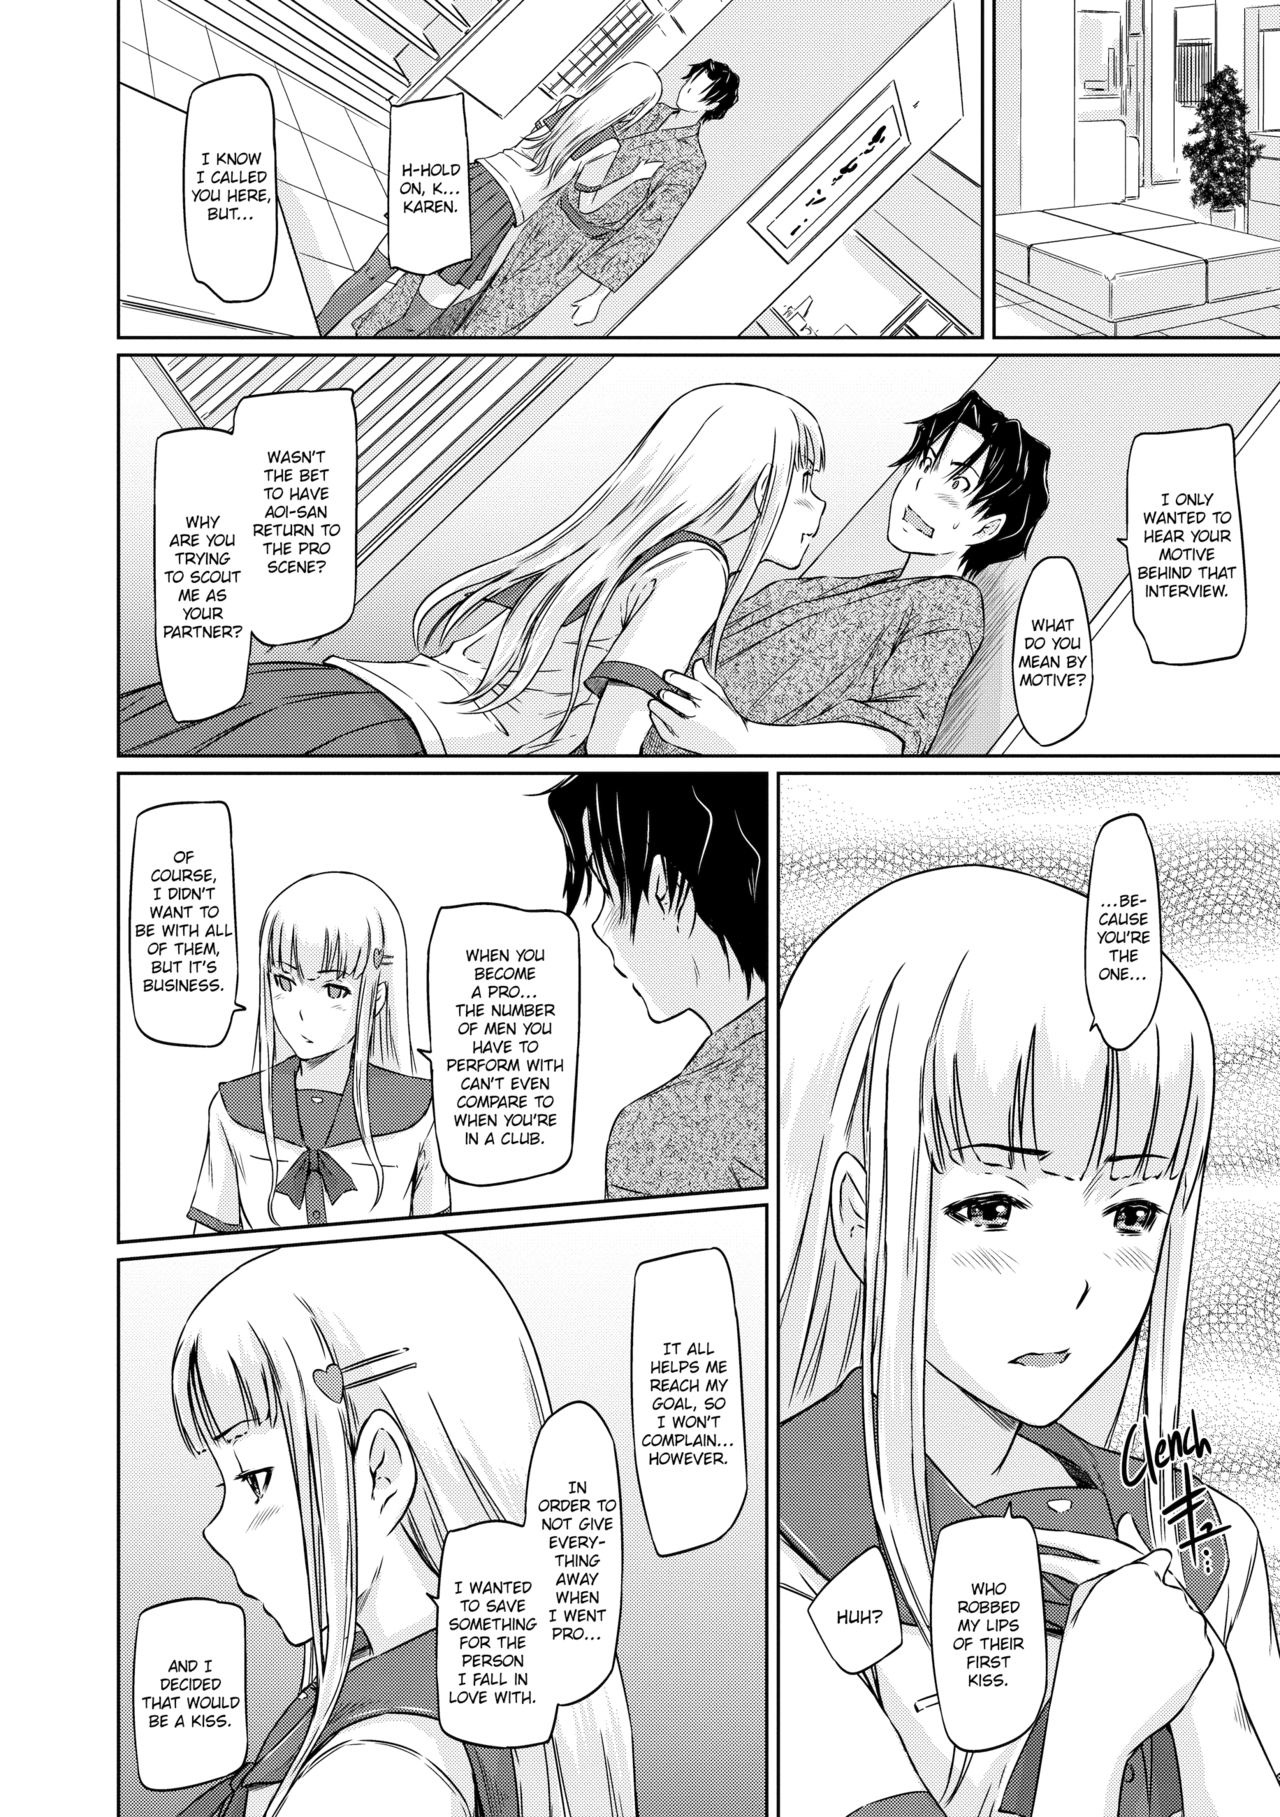 H-HOLD
ON, K...
KAREN.
I KNOW
I CALLED
YOU HERE,
BUT...
I ONLY
WANTED TO
HEAR YOUR
MOTIVE
BEHIND THAT
INTERVIEW.
WHAT
DO YOU
MEAN BY
MOTIVE?
WASN'T
THE BET
TO HAVE
AOI-SAN
RETURN TO
THE PRO
SCENE?
WHY
ARE YOU
TRYING
TO SCOUT
ME AS
YOUR
PARTNER?
...BE-
CAUSE
YOU'RE
THE
ONE...
Clench
ギュ...
WHO
ROBBED
MY LIPS
OF THEIR
FIRST
KISS.
HUH?
WHEN YOU
BECOME
A PRO...
THE NUMBER
OF MEN YOU
HAVE TO
PERFORM WITH
CAN'T EVEN
COMPARE TO
WHEN YOU'RE
IN A CLUB.
OF
COURSE,
I DIDN'T
WANT TO
BE WITH ALL
OF THEM,
BUT IT'S
BUSINESS.
IT ALL
HELPS ME
REACH MY
GOAL, SO
I WON'T
COMPLAIN...
HOWEVER.
IN
ORDER TO
NOT GIVE
EVERY-
THING
AWAY
WHEN
I WENT
PRO...
I WANTED
TO SAVE
SOMETHING
FOR THE
PERSON
I FALL IN
LOVE WITH.
AND I
DECIDED
THAT WOULD
BE A KISS.